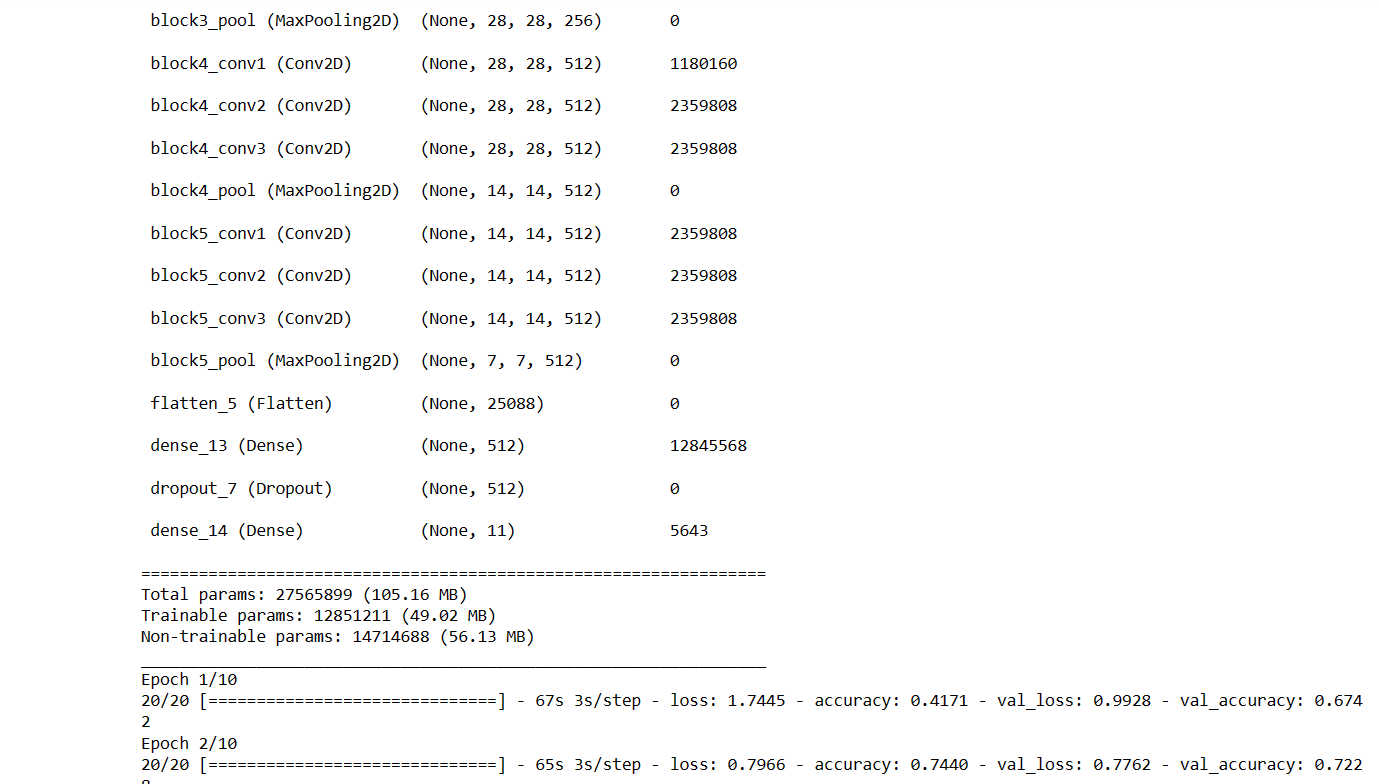 block3_pool (MaxPooling2D) (None, 28, 28, 256) 0
block4_conv1 (Conv2D) (None, 28, 28, 512) 1180160
block4_conv2 (Conv2D) (None, 28, 28, 512) 2359808
block4_conv3 (Conv2D) (None, 28, 28, 512) 2359808
block4_pool (MaxPooling2D) (None, 14, 14, 512) 0
block5_conv1 (Conv2D) (None, 14, 14, 512) 2359808
block5_conv2 (Conv2D) (None, 14, 14, 512) 2359808
block5_conv3 (Conv2D) (None, 14, 14, 512) 2359808
block5_pool (MaxPooling2D) (None, 7, 7, 512) 0
flatten_5 (Flatten) (None, 25088) 0
dense_13 (Dense) (None, 512) 12845568
dropout_7 (Dropout) (None, 512) 0
dense_14 (Dense) (None, 11) 5643
=================================================================
Total params: 27565899 (105.16 MB)
Trainable params: 12851211 (49.02 MB)
Non-trainable params: 14714688 (56.13 MB)
_________________________________________________________________
Epoch 1/10
20/20 [==============================] - 67s 3s/step - loss: 1.7445 - accuracy: 0.4171 - val_loss: 0.9928 - val_accuracy: 0.674
2
Epoch 2/10
20/20 [==============================] - 65s 3s/step - loss: 0.7966 - accuracy: 0.7440 - val_loss: 0.7762 - val_accuracy: 0.722